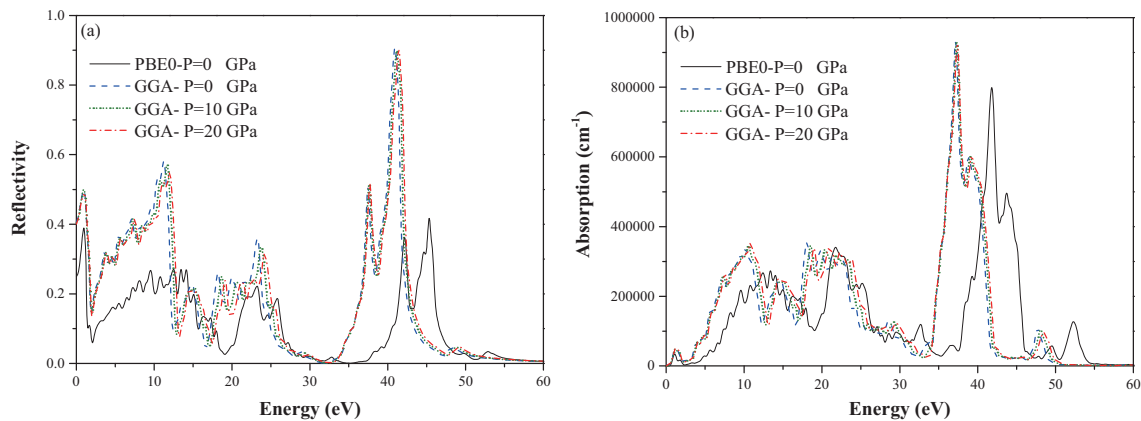 (a)
PBE0-P=0 GPa
GGA- P=0 GPa
GGA- P=10 GPa
GGA- P=20 GPa
1.0
0.8
0.6
0.4
0.2
0.0
Reflectivity
0 10 20 30 40 50 60
Energy (eV)
(b)
PBE0-P=0 GPa
GGA- P=0 GPa
GGA- P=10 GPa
GGA- P=20 GPa
1000000
800000
600000
400000
200000
0
Absorption (cm⁻¹)
0 10 20 30 40 50 60
Energy (eV)